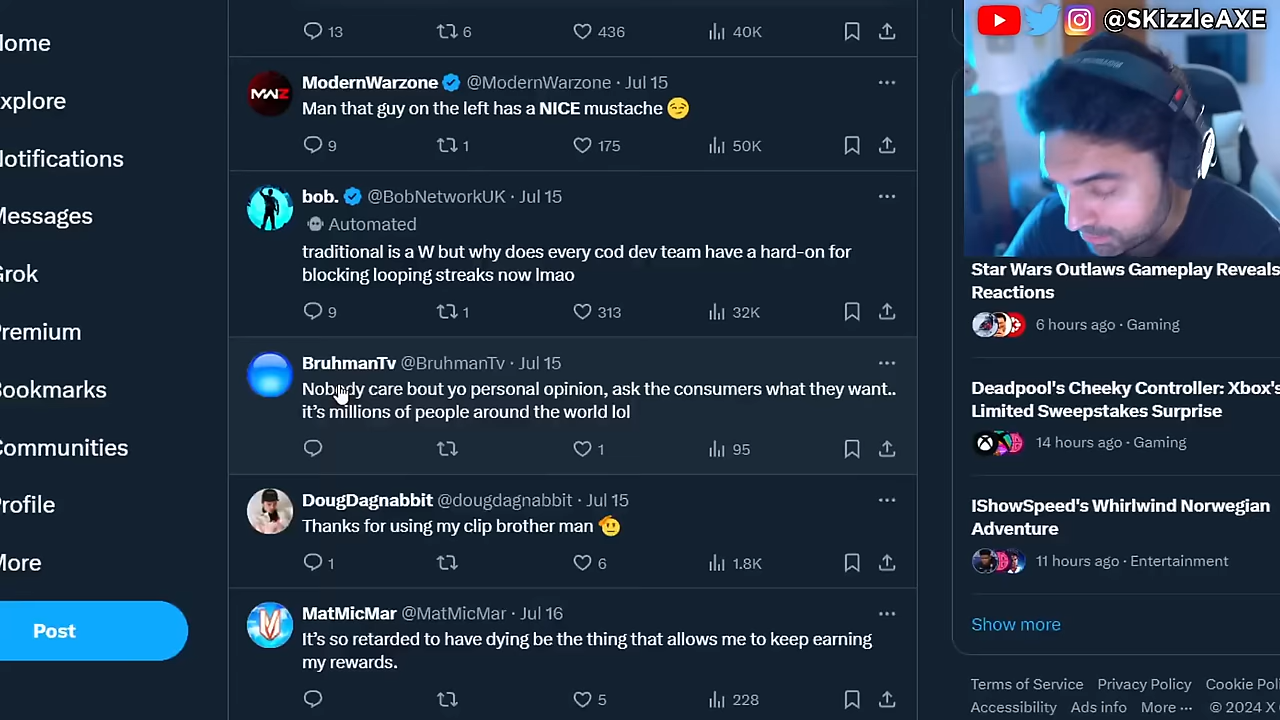 @SKizzleAXE
13 6 436 40K
ome
xplore
otifications
essages
rok
remium
ookmarks
ommunities
rofile
ore
Post
MWZ
ModernWarzone @ModernWarzone · Jul 15
Man that guy on the left has a NICE mustache 😏
9 1 175 50K
bob. @BobNetworkUK · Jul 15
Automated
traditional is a W but why does every cod dev team have a hard-on for
blocking looping streaks now lmao
9 1 313 32K
BruhmanTv @BruhmanTv · Jul 15
Nobody care bout yo personal opinion, ask the consumers what they want..
it’s millions of people around the world lol
1 95
DougDagnabbit @dougdagnabbit · Jul 15
Thanks for using my clip brother man 🫡
1 6 1.8K
MatMicMar @MatMicMar · Jul 16
It’s so retarded to have dying be the thing that allows me to keep earning
my rewards.
5 228
Star Wars Outlaws Gameplay Reveals
Reactions
6 hours ago · Gaming
Deadpool's Cheeky Controller: Xbox's
Limited Sweepstakes Surprise
14 hours ago · Gaming
IShowSpeed's Whirlwind Norwegian
Adventure
11 hours ago · Entertainment
Show more
Terms of Service Privacy Policy Cookie Pol
Accessibility Ads info More ··· © 2024 X